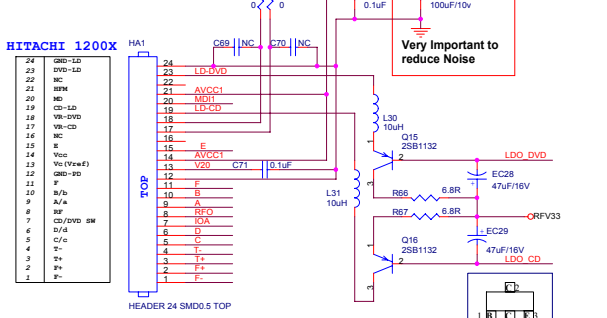 0
0
0.1uF
100uF/10v
HITACHI 1200X
HA1
C69
NC
C70
NC
Very Important to
reduce Noise
24 GND-LD
23 DVD-LD
22 NC
21 HFM
20 MD
19 CD-LD
18 VR-DVD
17 VR-CD
16 NC
15 E
14 Vcc
13 Vc(Vref)
12 GND-PD
11 F
10 B/b
9 A/a
8 RF
7 CD/DVD SW
6 D/d
5 C/c
4 T-
3 T+
2 F+
1 F-
TOP
24
23 LD-DVD
22
21 AVCC1
20 MDI1
19 LD-CD
18
17
16
15 E
14 AVCC1
13 V20
12
11 F
10 B
9 A
8 RFO
7 IOA
6 D
5 C
4 T-
3 T+
2 F+
1 F-
HEADER 24 SMD0.5 TOP
C71
0.1uF
L30
10uH
L31
10uH
Q15
2SB1132
1
2
3
LDO_DVD
EC28
+
47uF/16V
R66
6.8R
R67
6.8R
RFV33
Q16
2SB1132
1
2
3
+
EC29
47uF/16V
LDO_CD
C
2
1
B
C
E
3